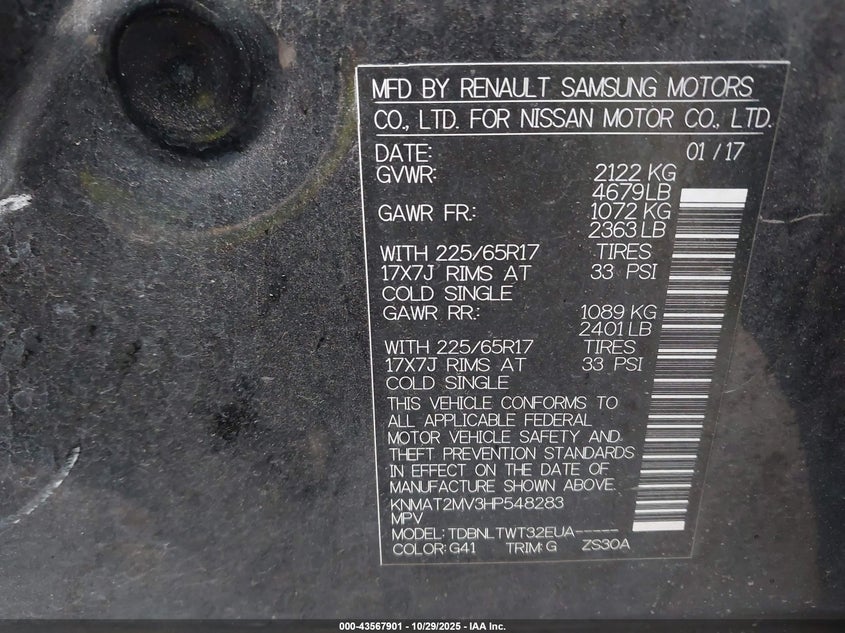 MFD BY RENAULT SAMSUNG MOTORS
CO., LTD. FOR NISSAN MOTOR CO., LTD.
DATE: 01 / 17
GVWR: 2122 KG
4679 LB
GAWR FR.: 1072 KG
2363 LB
WITH 225/65R17 TIRES
17X7J RIMS AT 33 PSI
COLD SINGLE
GAWR RR.: 1089 KG
2401 LB
WITH 225/65R17 TIRES
17X7J RIMS AT 33 PSI
COLD SINGLE
THIS VEHICLE CONFORMS TO
ALL APPLICABLE FEDERAL
MOTOR VEHICLE SAFETY AND
THEFT PREVENTION STANDARDS
IN EFFECT ON THE DATE OF
MANUFACTURE SHOWN ABOVE.
KNMAT2MV3HP548283
MPV
MODEL: TDBNLTWT32EUA-----
COLOR: G41 TRIM: G ZS30A
000-43567901 - 10/29/2025 - IAA Inc.